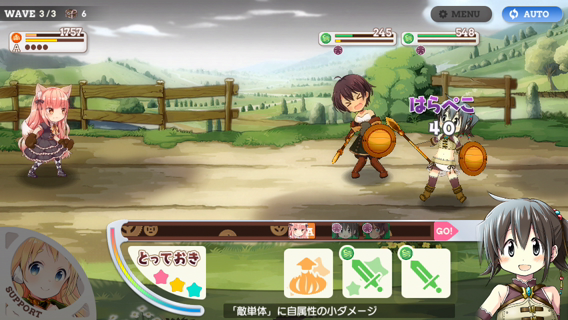 WAVE 3/3 6
MENU
AUTO
1757
A
245
548
はらぺこ
40
A
GO!
とっておき
SUPPORT
「敵単体」に自属性の小ダメージ